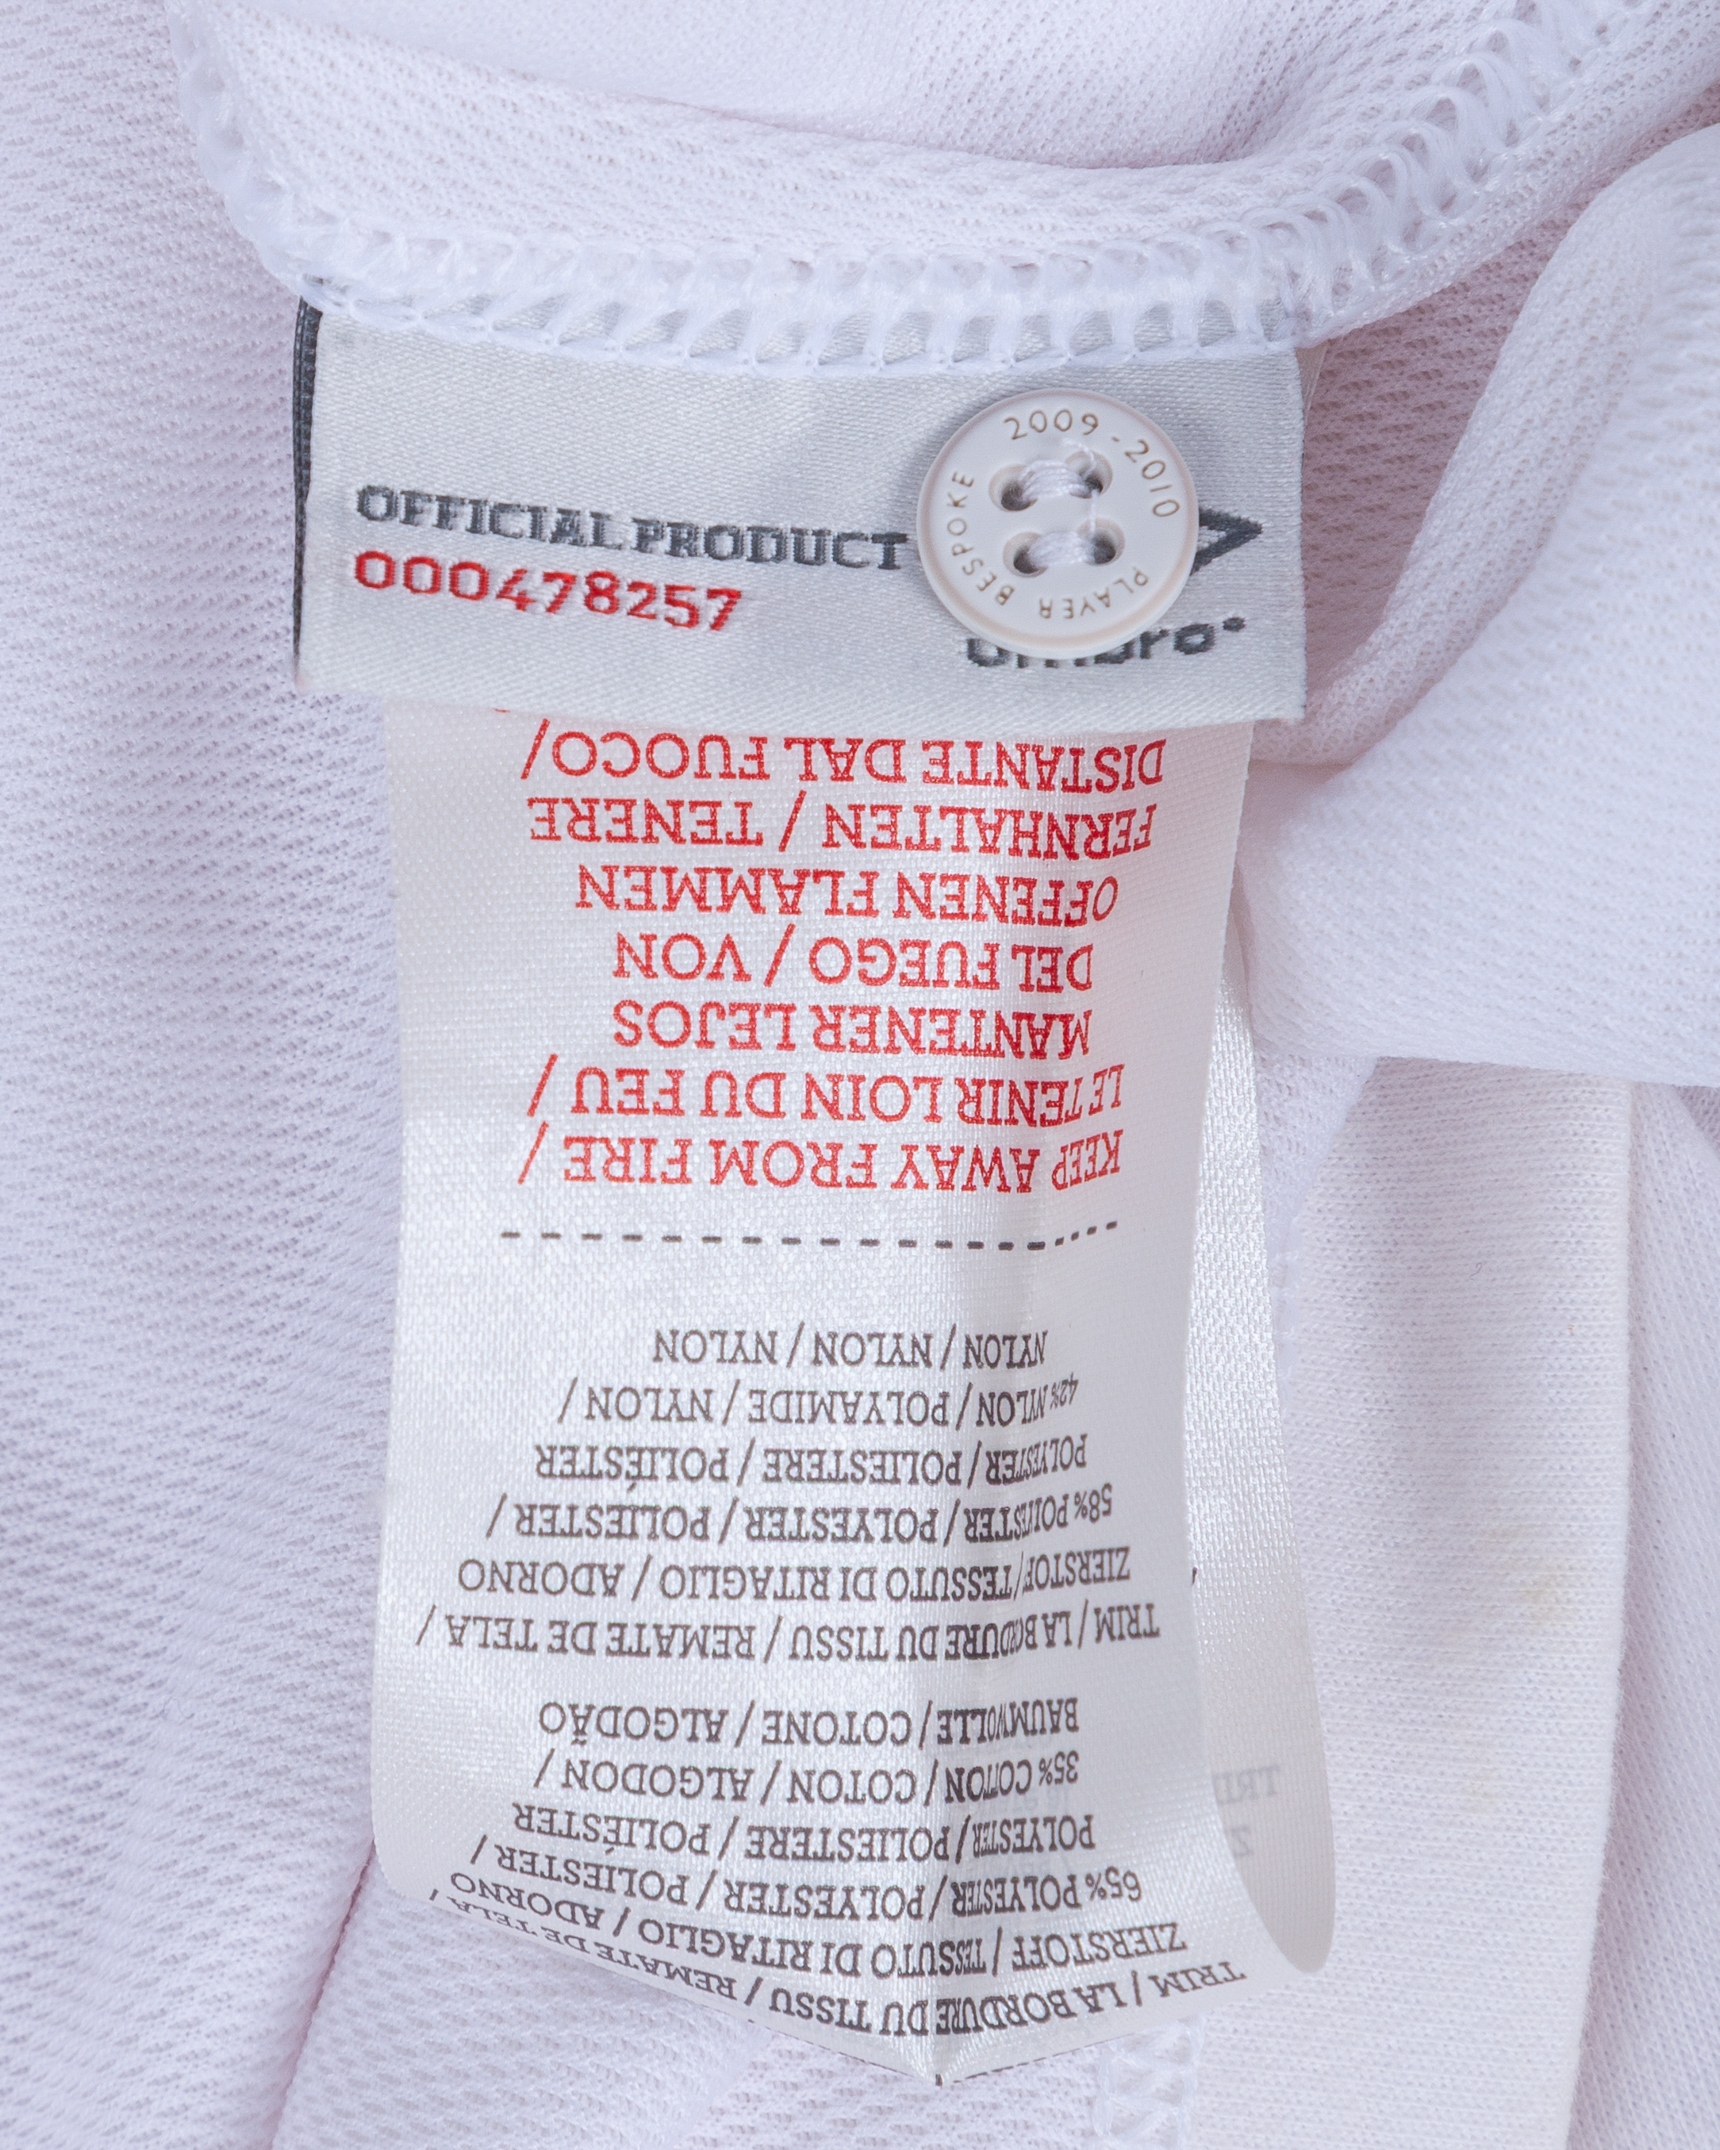 2009-2010
PLAYER BESPOKE
OFFICIAL PRODUCT
000478257
umbro
TRIM / LA BORDURE DU TISSU / REMATE DE TELA /
ZIERSTOFF / TESSUTO DI RITAGLIO / ADORNO
65% POLYESTER / POLYESTER / POLIÉSTER /
POLYESTER / POLIESTERE / POLIÉSTER
35% COTTON / COTON / ALGODON /
BAUMWOLLE / COTONE / ALGODÃO
TRIM / LA BORDURE DU TISSU / REMATE DE TELA /
ZIERSTOFF / TESSUTO DI RITAGLIO / ADORNO
58% POLYESTER / POLYESTER / POLIÉSTER /
POLYESTER / POLIESTERE / POLIÉSTER
42% NYLON / POLYAMIDE / NYLON /
NYLON / NYLON / NYLON
KEEP AWAY FROM FIRE /
LE TENIR LOIN DU FEU /
MANTENER LEJOS
DEL FUEGO / VON
OFFENEN FLAMMEN
FERNHALTEN / TENERE
DISTANTE DAL FUOCO/